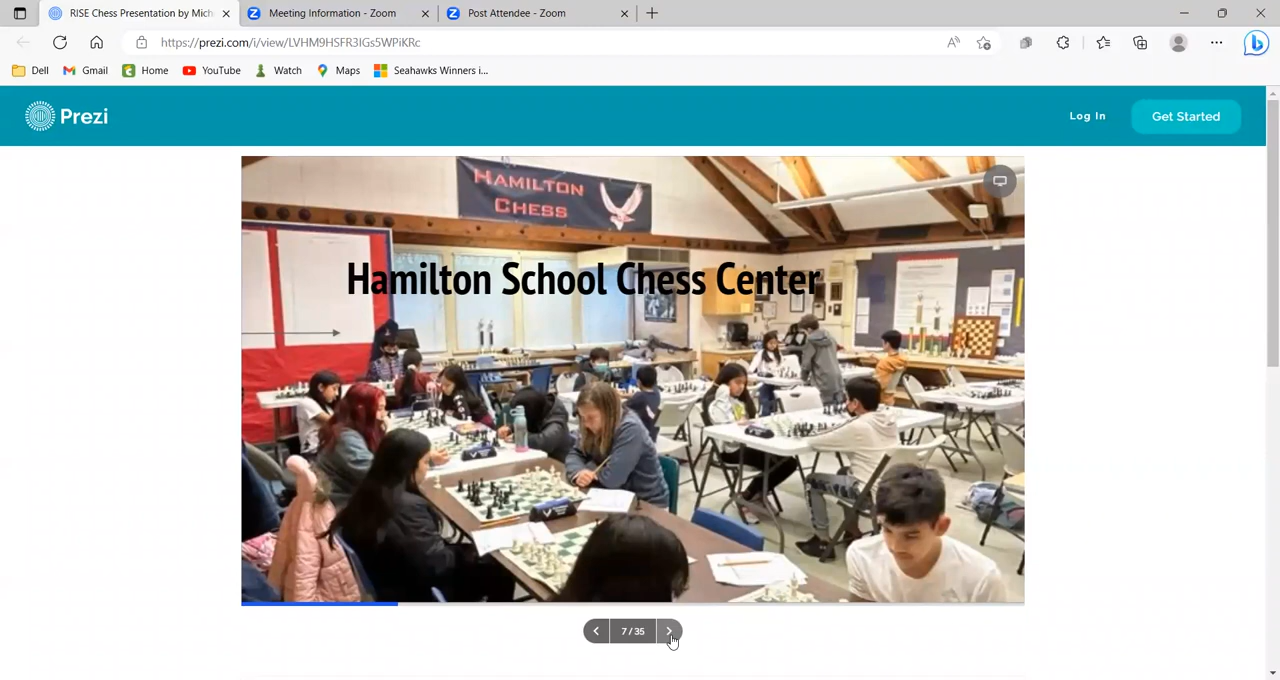 RISE Chess Presentation by Mich
Meeting Information - Zoom
Post Attendee - Zoom
https://prezi.com/i/view/LVHM9HSFR3IGs5WPiKRc
Dell
Gmail
Home
YouTube
Watch
Maps
Seahawks Winners i...
Prezi
Log In
Get Started
HAMILTON
CHESS
Hamilton School Chess Center
7 / 35